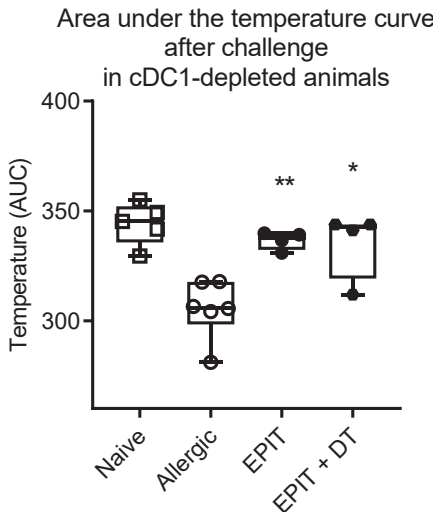 Area under the temperature curve
after challenge
in cDC1-depleted animals
400
350
300
Temperature (AUC)
**
*
Naive
Allergic
EPIT
EPIT + DT